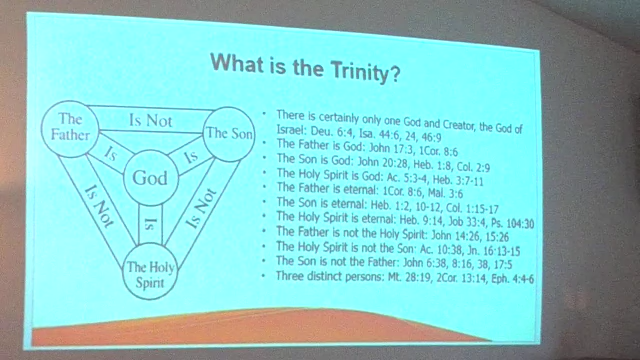 What is the Trinity?
The
Father
Is Not
The Son
Is
Is
God
Is Not
Is
Is Not
The Holy
Spirit
• There is certainly only one God and Creator, the God of
Israel: Deu. 6:4, Isa. 44:6, 24, 46:9
• The Father is God: John 17:3, 1Cor. 8:6
• The Son is God: John 20:28, Heb. 1:8, Col. 2:9
• The Holy Spirit is God: Ac. 5:3-4, Heb. 3:7-11
• The Father is eternal: 1Cor. 8:6, Mal. 3:6
• The Son is eternal: Heb. 1:2, 10-12, Col. 1:15-17
• The Holy Spirit is eternal: Heb. 9:14, Job 33:4, Ps. 104:30
• The Father is not the Holy Spirit: John 14:26, 15:26
• The Holy Spirit is not the Son: Ac. 10:38, Jn. 16:13-15
• The Son is not the Father: John 6:38, 8:16, 38, 17:5
• Three distinct persons: Mt. 28:19, 2Cor. 13:14, Eph. 4:4-6